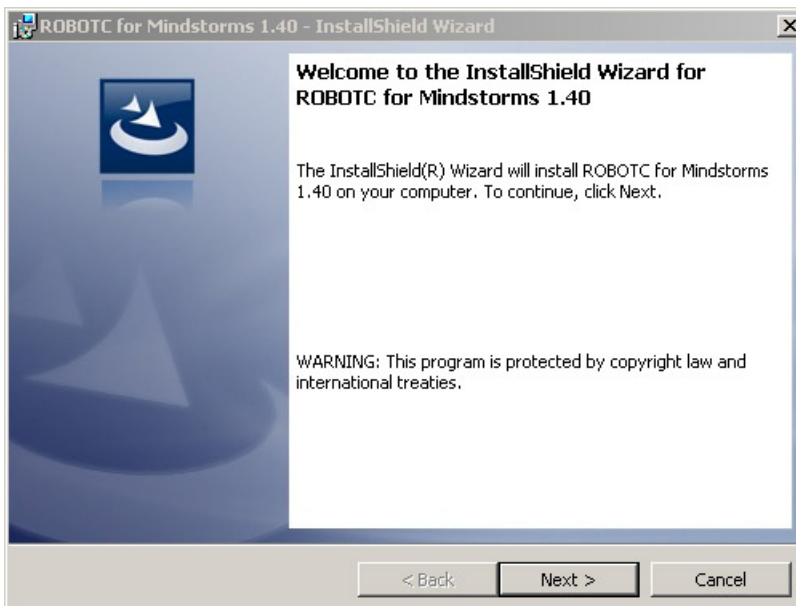 ROBOTC for Mindstorms 1.40 - InstallShield Wizard
Welcome to the InstallShield Wizard for
ROBOTC for Mindstorms 1.40
The InstallShield(R) Wizard will install ROBOTC for Mindstorms
1.40 on your computer. To continue, click Next.
WARNING: This program is protected by copyright law and
international treaties.
< Back
Next >
Cancel